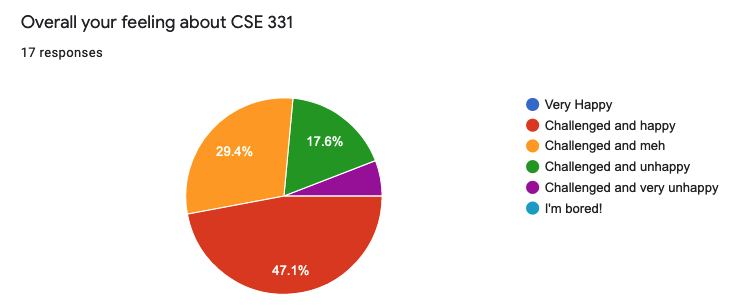 Overall your feeling about CSE 331
17 responses
Very Happy
Challenged and happy
Challenged and meh
Challenged and unhappy
Challenged and very unhappy
I'm bored!
29.4%
17.6%
47.1%